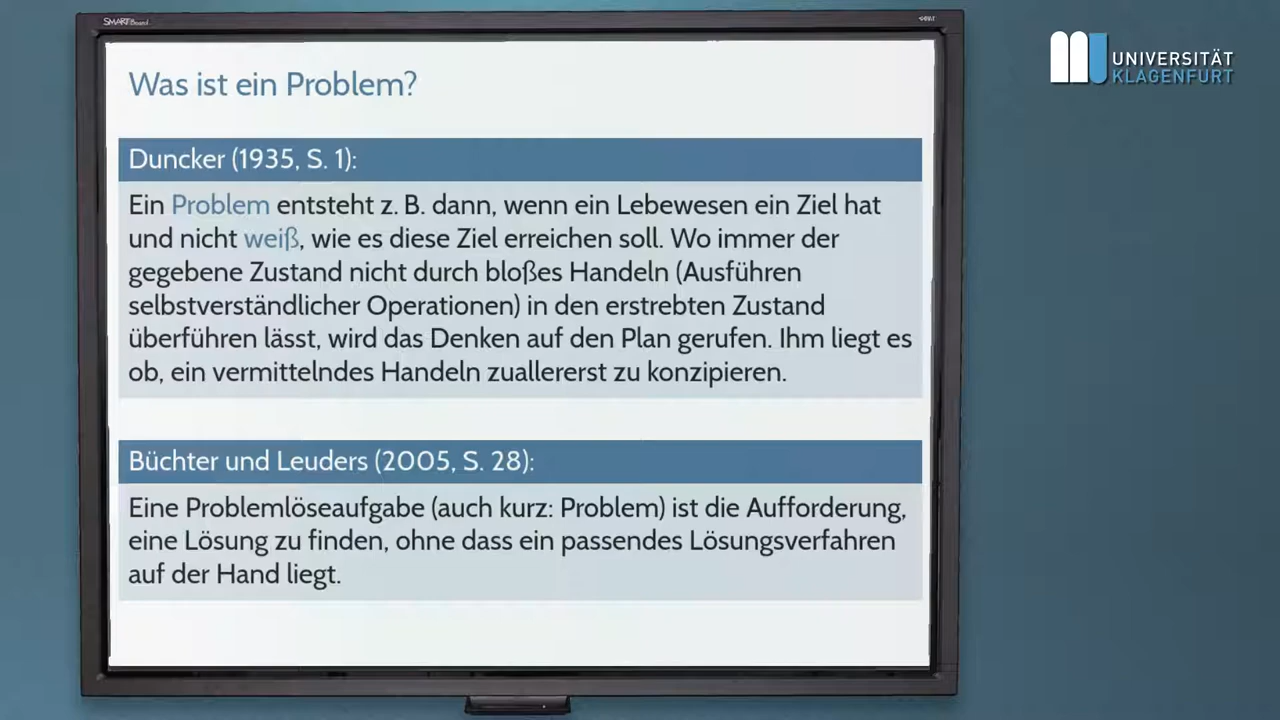 SMART Board
SMART
UNIVERSITÄT
KLAGENFURT
Was ist ein Problem?
Duncker (1935, S. 1):
Ein Problem entsteht z. B. dann, wenn ein Lebewesen ein Ziel hat
und nicht weiß, wie es diese Ziel erreichen soll. Wo immer der
gegebene Zustand nicht durch bloßes Handeln (Ausführen
selbstverständlicher Operationen) in den erstrebten Zustand
überführen lässt, wird das Denken auf den Plan gerufen. Ihm liegt es
ob, ein vermittelndes Handeln zuallererst zu konzipieren.
Büchter und Leuders (2005, S. 28):
Eine Problemlöseaufgabe (auch kurz: Problem) ist die Aufforderung,
eine Lösung zu finden, ohne dass ein passendes Lösungsverfahren
auf der Hand liegt.